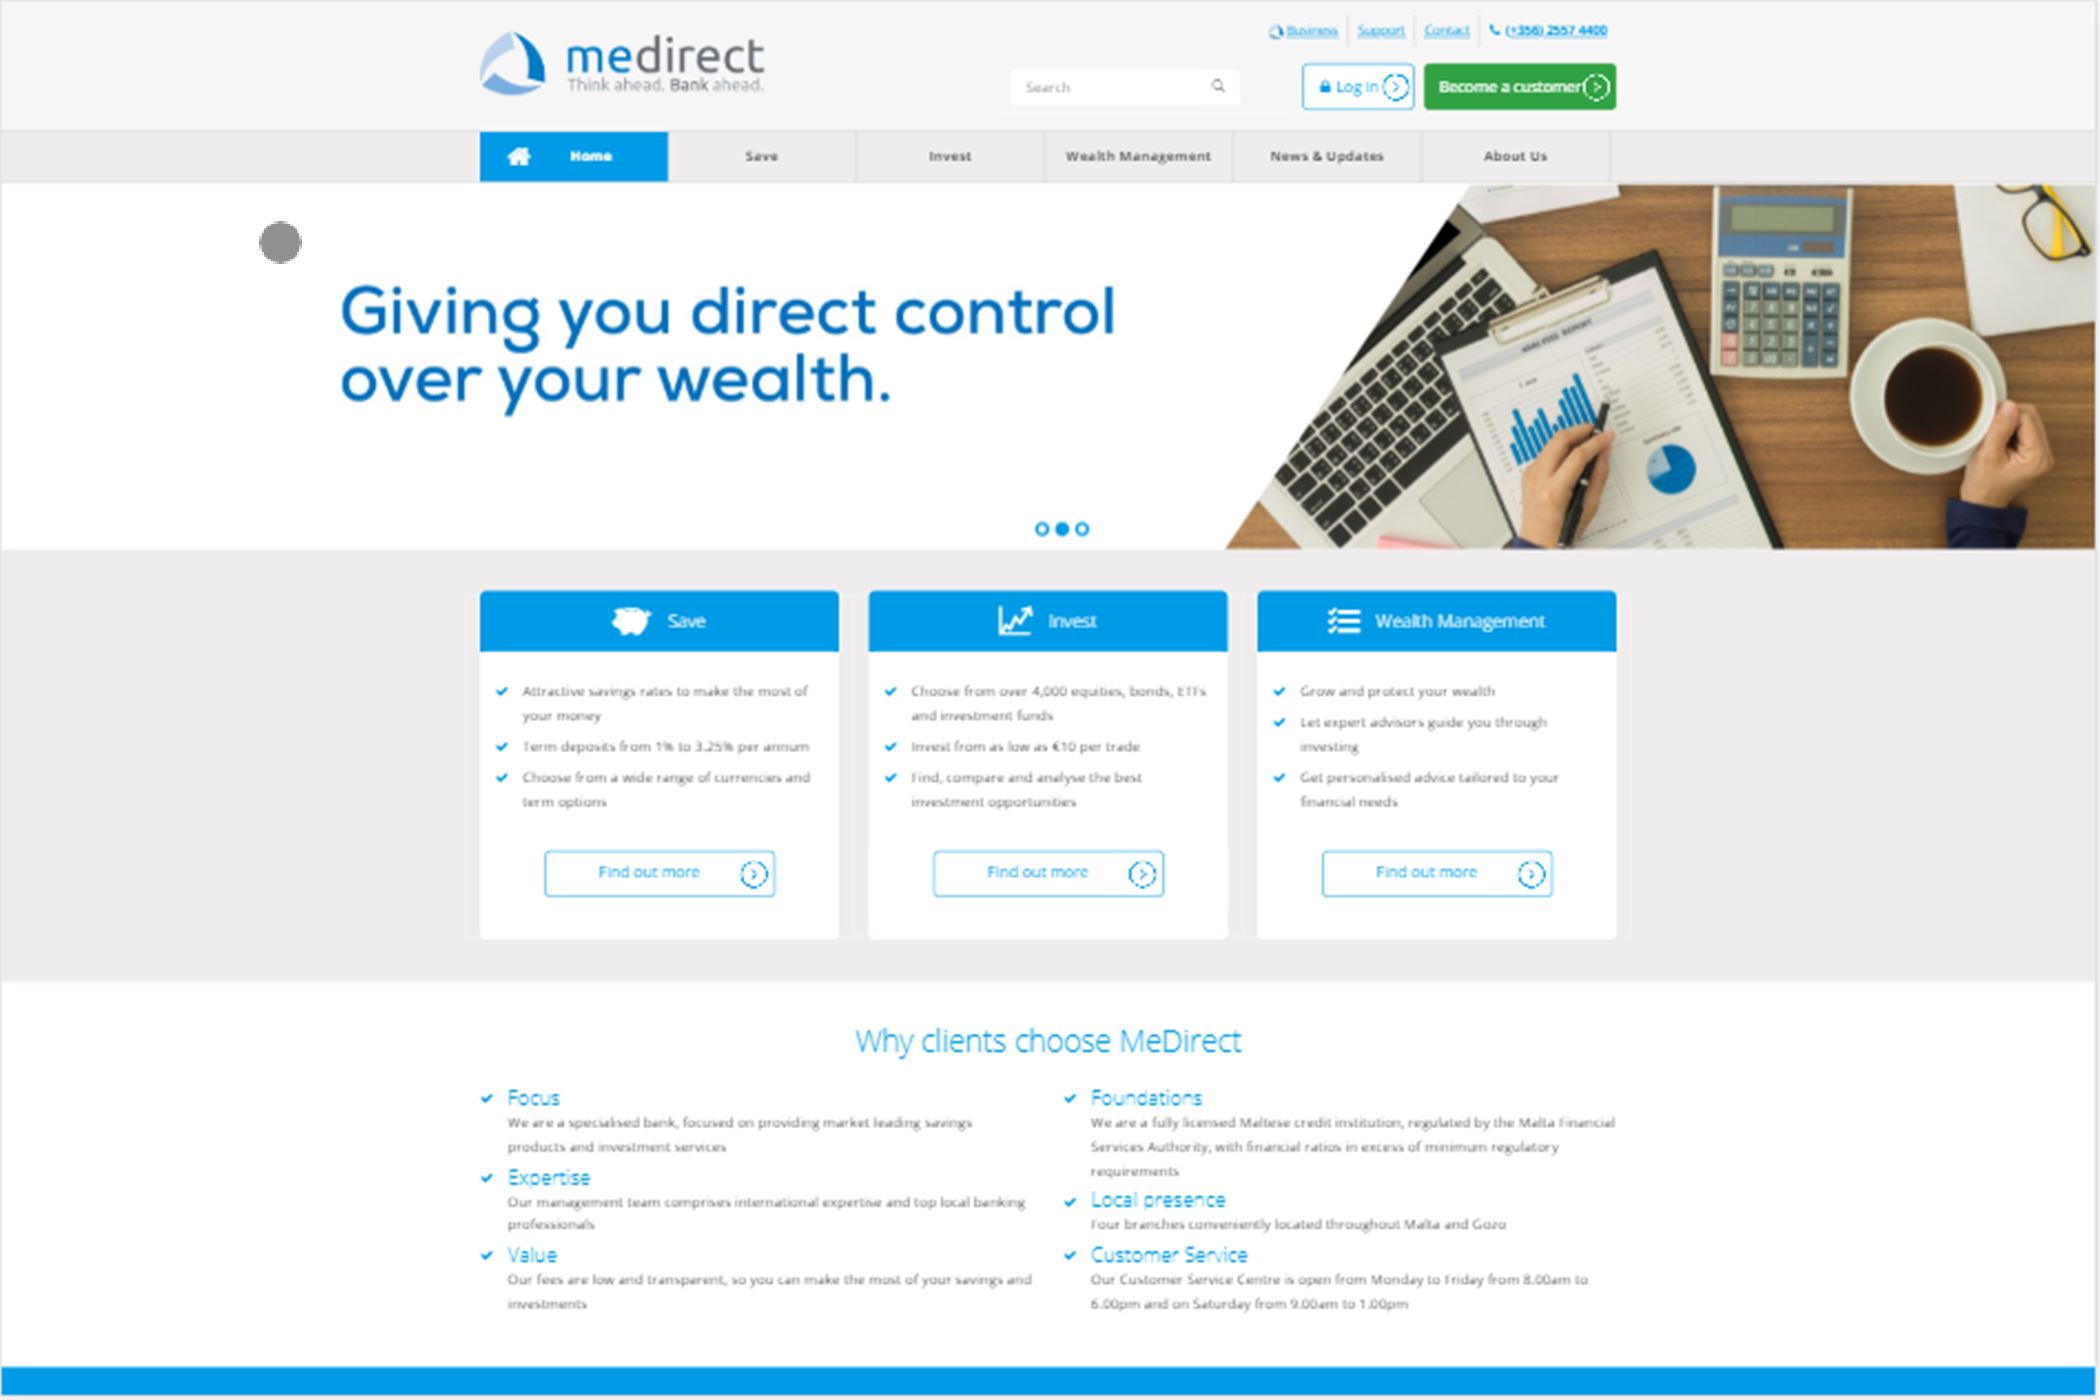 Business Support Contact (+356) 2557 4400
medirect
Think ahead. Bank ahead.
Search
Log in
Become a customer
Home Save Invest Wealth Management News & Updates About Us
Giving you direct control
over your wealth.
ANALYSIS REPORT
Save
Attractive savings rates to make the most of
your money
Term deposits from 1% to 3.25% per annum
Choose from a wide range of currencies and
term options
Find out more
Invest
Choose from over 4,000 equities, bonds, ETFs
and investment funds
Invest from as low as €10 per trade
Find, compare and analyse the best
investment opportunities
Find out more
Wealth Management
Grow and protect your wealth
Let expert advisors guide you through
investing
Get personalised advice tailored to your
financial needs
Find out more
Why clients choose MeDirect
Focus
We are a specialised bank, focused on providing market leading savings
products and investment services
Expertise
Our management team comprises international expertise and top local banking
professionals
Value
Our fees are low and transparent, so you can make the most of your savings and
investments
Foundations
We are a fully licensed Maltese credit institution, regulated by the Malta Financial
Services Authority, with financial ratios in excess of minimum regulatory
requirements
Local presence
Four branches conveniently located throughout Malta and Gozo
Customer Service
Our Customer Service Centre is open from Monday to Friday from 8.00am to
6.00pm and on Saturday from 9.00am to 1.00pm